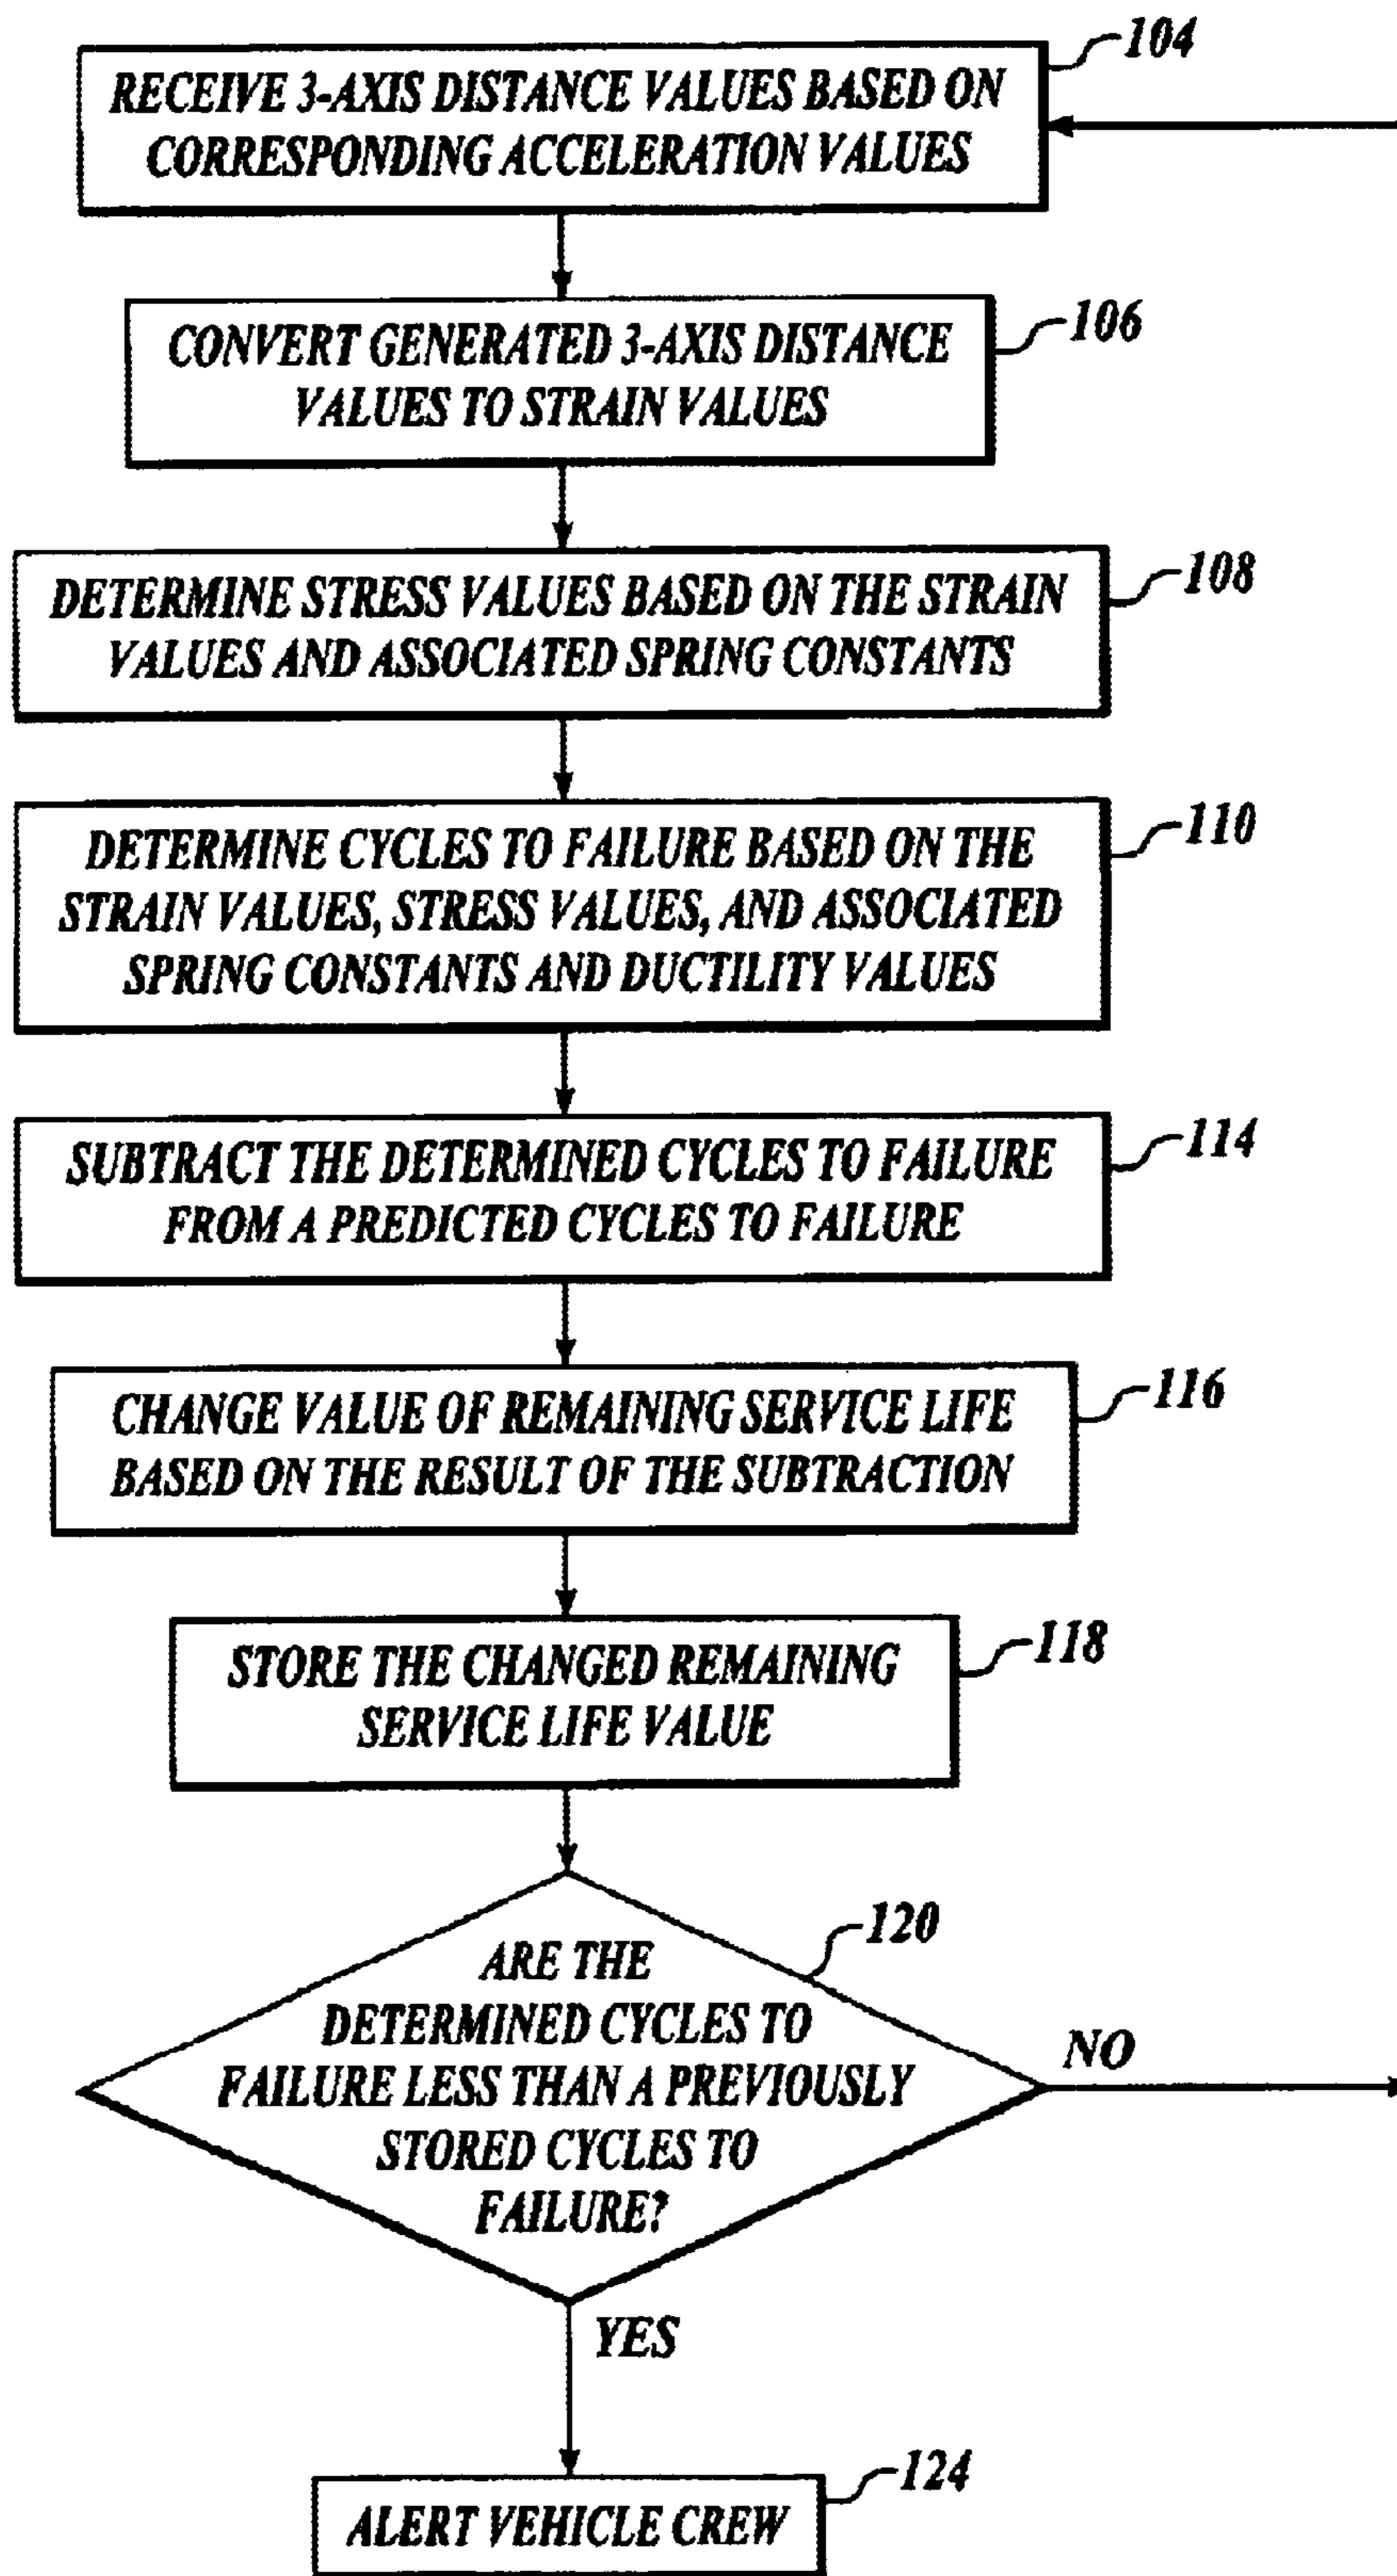 104
RECEIVE 3-AXIS DISTANCE VALUES BASED ON
CORRESPONDING ACCELERATION VALUES
106
CONVERT GENERATED 3-AXIS DISTANCE
VALUES TO STRAIN VALUES
108
DETERMINE STRESS VALUES BASED ON THE STRAIN
VALUES AND ASSOCIATED SPRING CONSTANTS
110
DETERMINE CYCLES TO FAILURE BASED ON THE
STRAIN VALUES, STRESS VALUES, AND ASSOCIATED
SPRING CONSTANTS AND DUCTILITY VALUES
114
SUBTRACT THE DETERMINED CYCLES TO FAILURE
FROM A PREDICTED CYCLES TO FAILURE
116
CHANGE VALUE OF REMAINING SERVICE LIFE
BASED ON THE RESULT OF THE SUBTRACTION
118
STORE THE CHANGED REMAINING
SERVICE LIFE VALUE
120
ARE THE
DETERMINED CYCLES TO
FAILURE LESS THAN A PREVIOUSLY
STORED CYCLES TO
FAILURE?
NO
YES
124
ALERT VEHICLE CREW